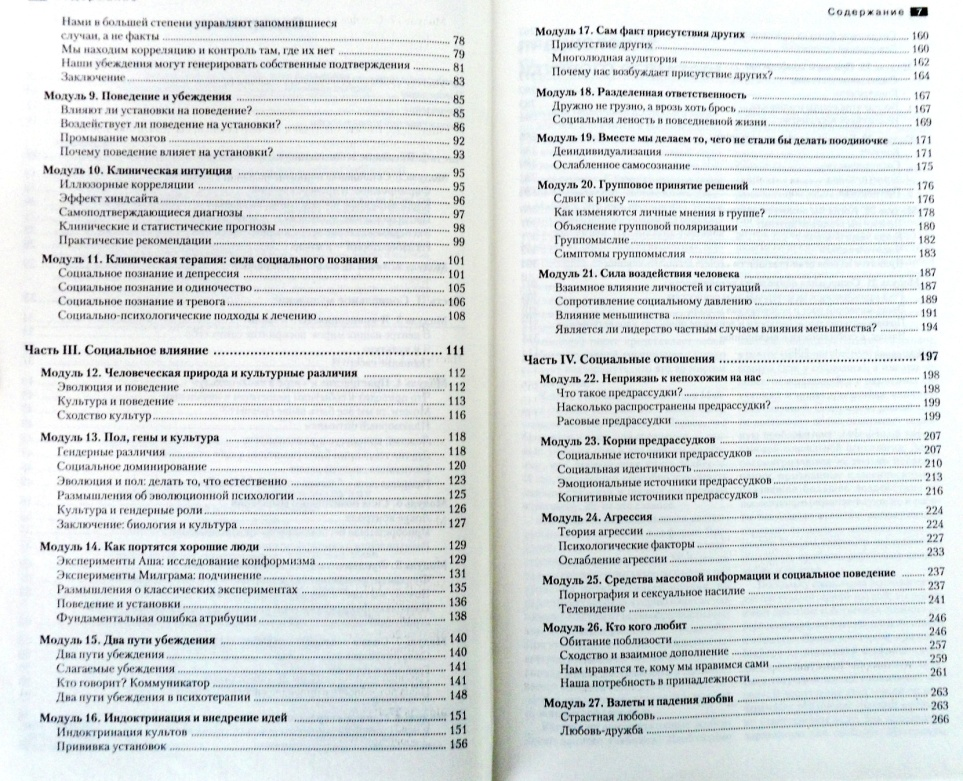 Нами в большей степени управляют запомнившиеся
случаи, а не факты 78
Мы находим корреляцию и контроль там, где их нет 79
Наши убеждения могут генерировать собственные подтверждения 81
Заключение 83
Модуль 9. Поведение и убеждения 85
Влияют ли установки на поведение? 85
Воздействует ли поведение на установки? 86
Промывание мозгов 92
Почему поведение влияет на установки? 93
Модуль 10. Клиническая интуиция 95
Иллюзорные корреляции 95
Эффект хиндсайта 96
Самоподтверждающиеся диагнозы 97
Клинические и статистические прогнозы 98
Практические рекомендации 99
Модуль 11. Клиническая терапия: сила социального познания 101
Социальное познание и депрессия 101
Социальное познание и одиночество 105
Социальное познание и тревога 106
Социально-психологические подходы к лечению 108
Часть III. Социальное влияние 111
Модуль 12. Человеческая природа и культурные различия 112
Эволюция и поведение 112
Культура и поведение 113
Сходство культур 116
Модуль 13. Пол, гены и культура 118
Гендерные различия 118
Социальное доминирование 120
Эволюция и пол: делать то, что естественно 123
Размышления об эволюционной психологии 125
Культура и гендерные роли 126
Заключение: биология и культура 127
Модуль 14. Как портятся хорошие люди 129
Эксперименты Аша: исследование конформизма 129
Эксперименты Милграма: подчинение 131
Размышления о классических экспериментах 135
Поведение и установки 136
Фундаментальная ошибка атрибуции 138
Модуль 15. Два пути убеждения 140
Два пути убеждения 140
Слагаемые убеждения 141
Кто говорит? Коммуникатор 141
Два пути убеждения в психотерапии 148
Модуль 16. Индоктринация и внедрение идей 151
Индоктринация культов 151
Прививка установок 156
Содержание 7
Модуль 17. Сам факт присутствия других 160
Присутствие других 160
Многолюдная аудитория 162
Почему нас возбуждает присутствие других? 164
Модуль 18. Разделенная ответственность 167
Дружно не грузно, а врозь хоть брось 167
Социальная леность в повседневной жизни 169
Модуль 19. Вместе мы делаем то, чего не стали бы делать поодиночке 171
Деиндивидуализация 171
Ослабленное самосознание 175
Модуль 20. Групповое принятие решений 176
Сдвиг к риску 176
Как изменяются личные мнения в группе? 178
Объяснение групповой поляризации 180
Группомыслие 182
Симптомы группомыслия 183
Модуль 21. Сила воздействия человека 187
Взаимное влияние личностей и ситуаций 187
Сопротивление социальному давлению 189
Влияние меньшинства 191
Является ли лидерство частным случаем влияния меньшинства? 194
Часть IV. Социальные отношения 197
Модуль 22. Неприязнь к непохожим на нас 198
Что такое предрассудки? 198
Насколько распространены предрассудки? 199
Расовые предрассудки 199
Модуль 23. Корни предрассудков 207
Социальные источники предрассудков 207
Социальная идентичность 210
Эмоциональные источники предрассудков 213
Когнитивные источники предрассудков 216
Модуль 24. Агрессия 224
Теория агрессии 224
Психологические факторы 227
Ослабление агрессии 233
Модуль 25. Средства массовой информации и социальное поведение 237
Порнография и сексуальное насилие 237
Телевидение 241
Модуль 26. Кто кого любит 246
Обитание поблизости 246
Сходство и взаимное дополнение 257
Нам нравятся те, кому мы нравимся сами 259
Наша потребность в принадлежности 261
Модуль 27. Взлеты и падения любви 263
Страстная любовь 263
Любовь-дружба 266